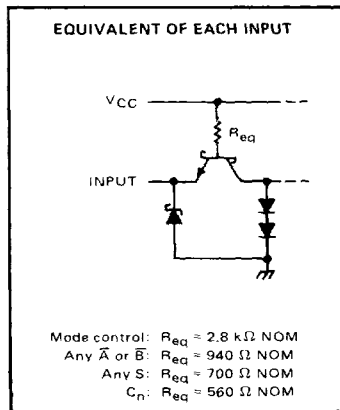 EQUIVALENT OF EACH INPUT
VCC
Req
INPUT
Mode control: Req = 2.8 kΩ NOM
Any A̅ or B̅: Req = 940 Ω NOM
Any S: Req = 700 Ω NOM
Cn: Req = 560 Ω NOM